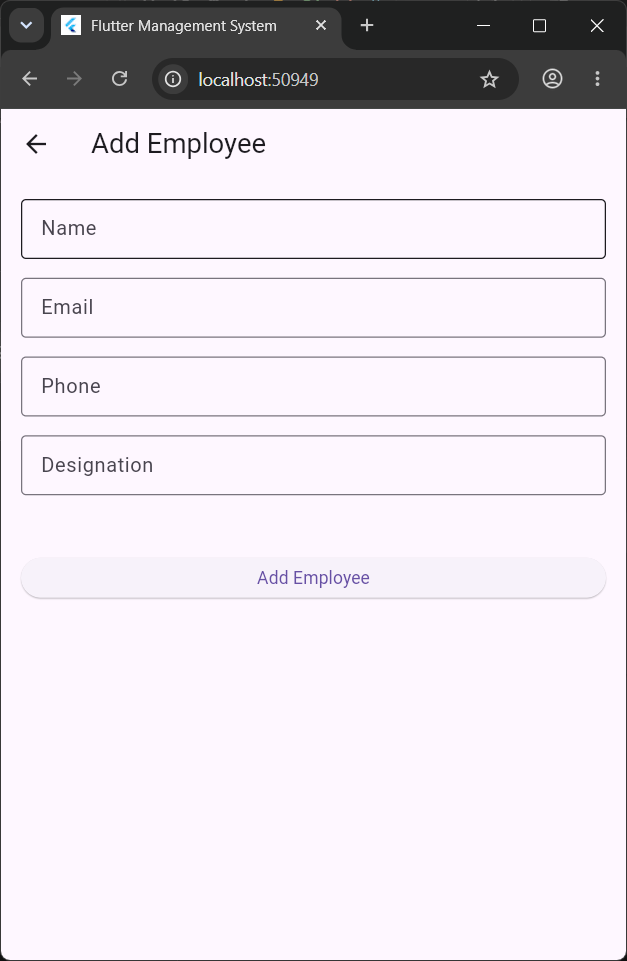 Flutter Management System
localhost:50949
Add Employee
Name
Email
Phone
Designation
Add Employee